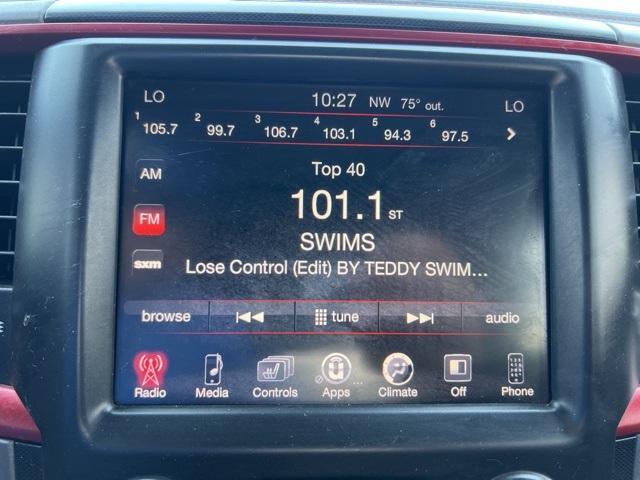 LO 10:27 NW 75° out. LO
1 105.7 2 99.7 3 106.7 4 103.1 5 94.3 6 97.5
AM
Top 40
FM
101.1 ST
SWIMS
sxm
Lose Control (Edit) BY TEDDY SWIM...
browse tune audio
Radio Media Controls Apps ... Climate Off Phone